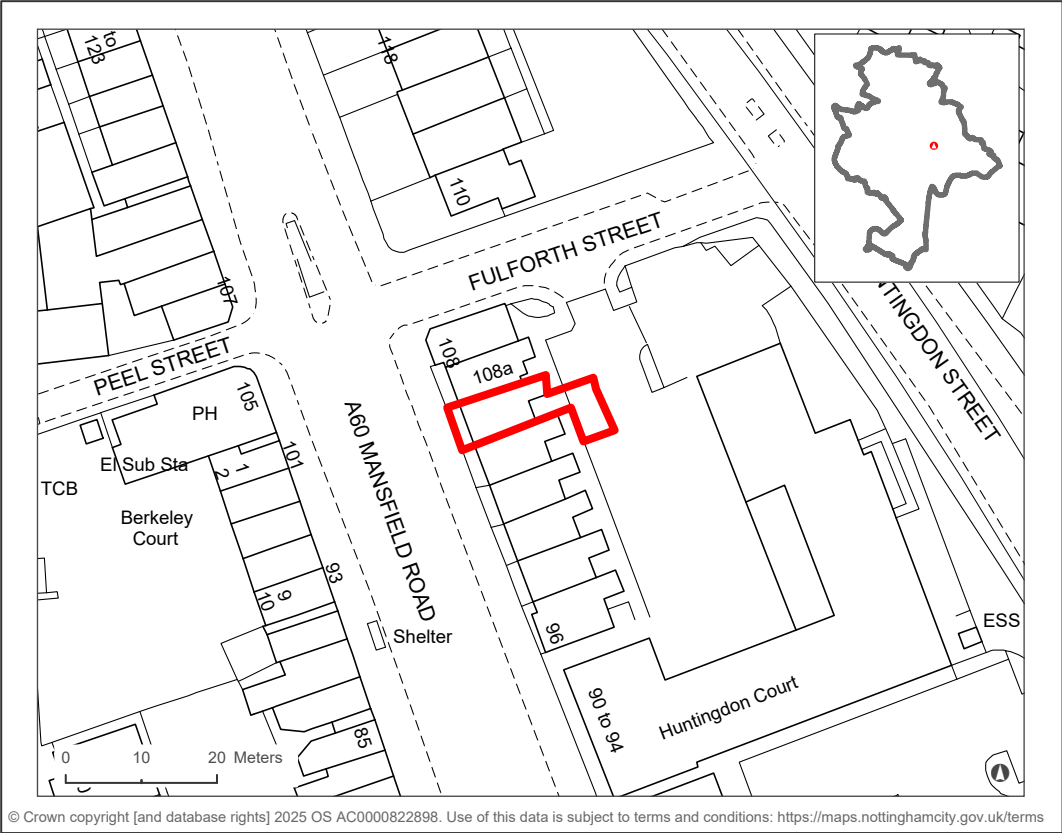 to
123
118
110
107
FULFORTH STREET
NTINGDON STREET
PEEL STREET
108
108a
105
PH
101
A60 MANSFIELD ROAD
El Sub Sta
1
2
TCB
Berkeley
Court
93
9
10
Shelter
96
ESS
90 to 94
Huntingdon Court
85
0 10 20 Meters
© Crown copyright [and database rights] 2025 OS AC0000822898. Use of this data is subject to terms and conditions: https://maps.nottinghamcity.gov.uk/terms